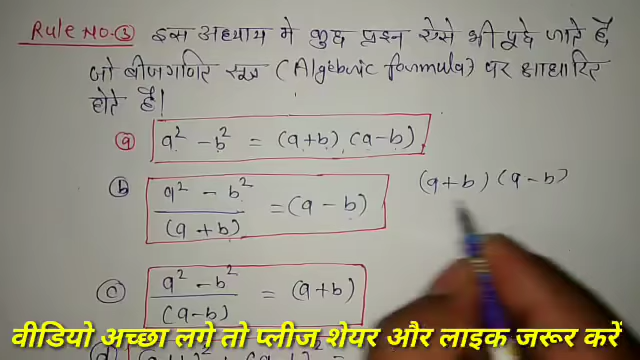 Rule No. ③ इस अध्याय मे कुछ प्रश्न ऐसे भी पूछे जाते हैं,
जो बीजगणित सूत्र (Algebric formula) पर आधारित
होते हैं।
ⓐ a² - b² = (a+b) (a-b)
ⓑ a² - b² / (a+b) = (a - b)
(a+b) (a-b)
ⓒ a² - b² / (a-b) = (a+b)
वीडियो अच्छा लगे तो प्लीज शेयर और लाइक जरूर करें